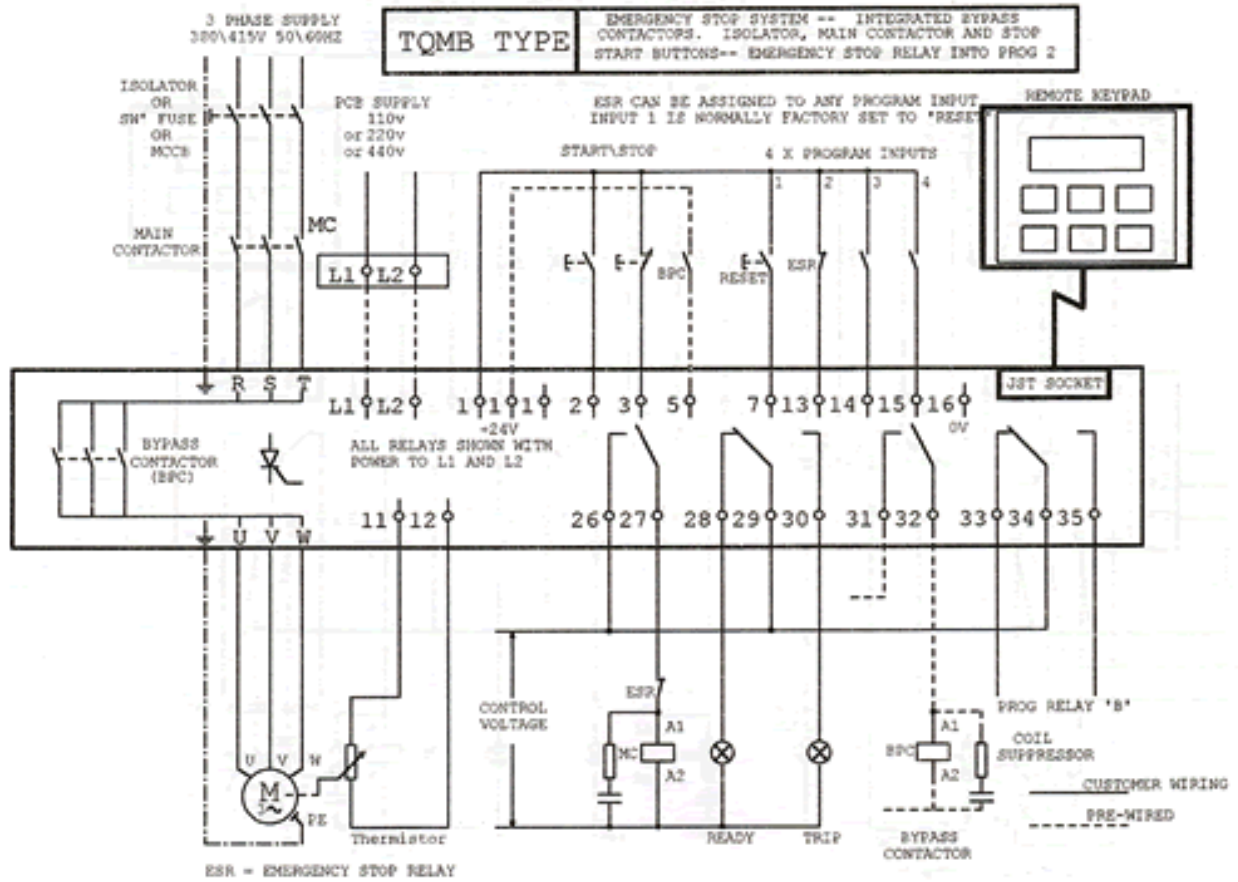 3 PHASE SUPPLY
380\415V 50\60HZ
TQMB TYPE
EMERGENCY STOP SYSTEM -- INTEGRATED BYPASS
CONTACTORS. ISOLATOR, MAIN CONTACTOR AND STOP
START BUTTONS-- EMERGENCY STOP RELAY INTO PROG 2
ISOLATOR
OR
SW" FUSE
OR
MCCB
PCB SUPPLY
110v
or 220v
or 440v
ESR CAN BE ASSIGNED TO ANY PROGRAM INPUT
INPUT 1 IS NORMALLY FACTORY SET TO "RESET"
REMOTE KEYPAD
START\STOP
4 X PROGRAM INPUTS
1 2 3 4
MAIN
CONTACTOR
MC
L1 L2
BPC
RESET
ESR
JST SOCKET
R S T
L1 L2 1 1 1 2 3 5 7 13 14 15 16
+24V
0V
BYPASS
CONTACTOR
(BPC)
ALL RELAYS SHOWN WITH
POWER TO L1 AND L2
U V W
11 12 26 27 28 29 30 31 32 33 34 35
CONTROL
VOLTAGE
ESR
A1
MC
A2
PROG RELAY 'B'
A1
BPC
A2
COIL
SUPPRESSOR
CUSTOMER WIRING
PRE-WIRED
U V W
M
~
PE
Thermistor
READY
TRIP
BYPASS
CONTACTOR
ESR = EMERGENCY STOP RELAY